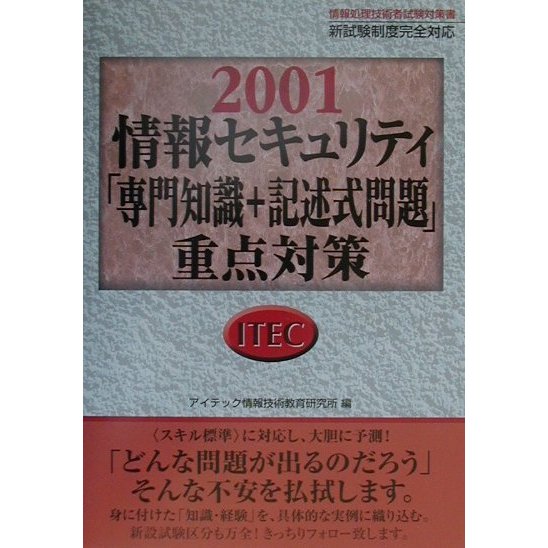 情報処理技術者試験対策書
新試験制度完全対応
2001
情報セキュリティ
「専門知識+記述式問題」
重点対策
ITEC
アイテック情報技術教育研究所 編
〈スキル標準〉に対応し、大胆に予測!
「どんな問題が出るのだろう」
そんな不安を払拭します。
身に付けた「知識・経験」を、具体的な実例に織り込む。
新設試験区分も万全!きっちりフォロー致します。